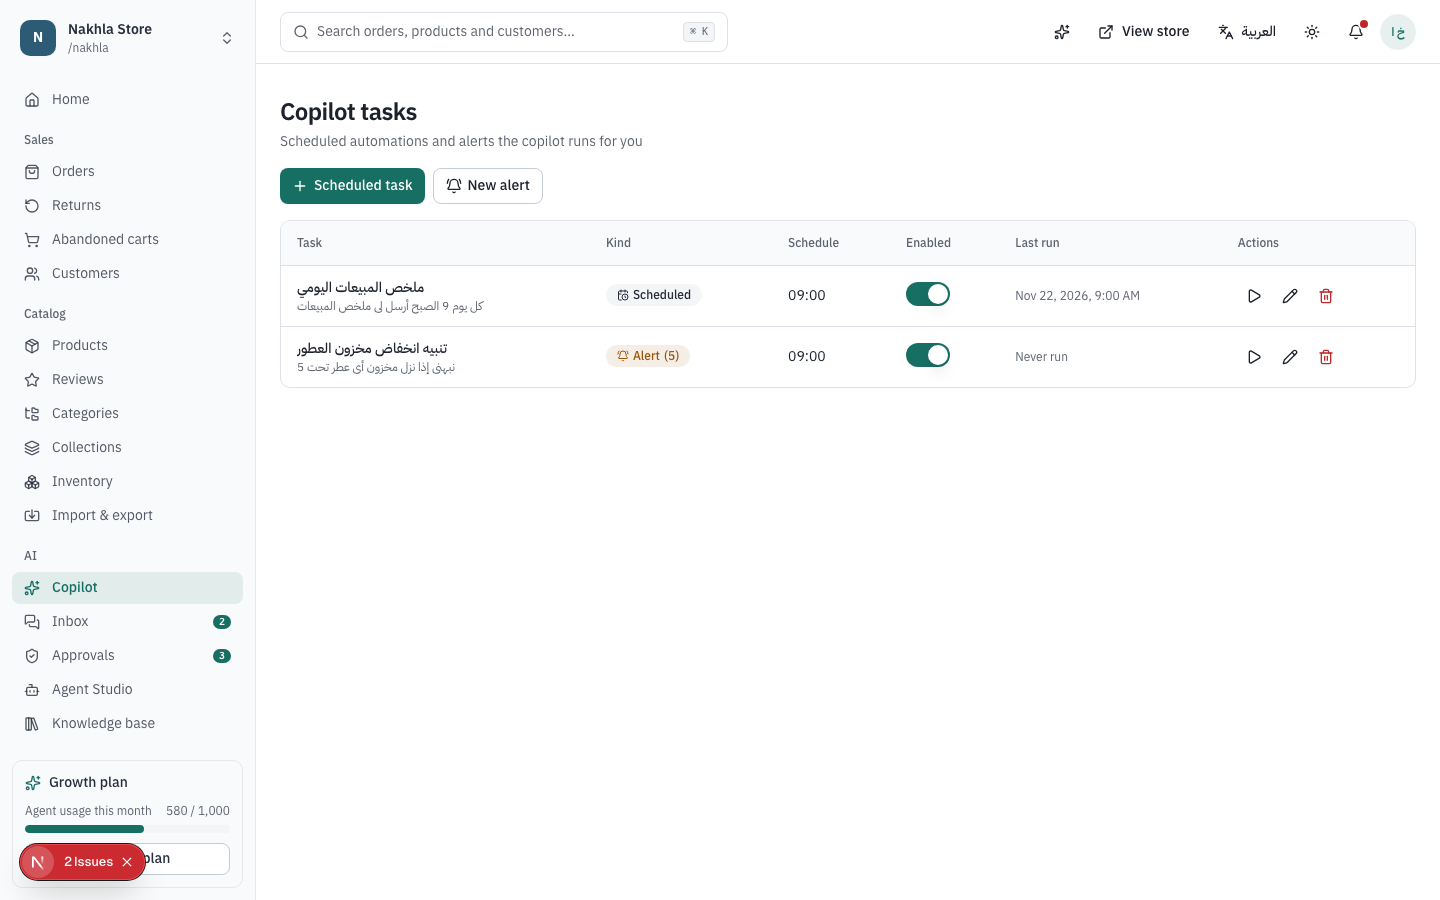 N
Nakhla Store
/nakhla
Search orders, products and customers...
⌘ K
View store
العربية
خ ا
Home
Sales
Orders
Returns
Abandoned carts
Customers
Catalog
Products
Reviews
Categories
Collections
Inventory
Import & export
AI
Copilot
Inbox 2
Approvals 3
Agent Studio
Knowledge base
Growth plan
Agent usage this month 580 / 1,000
plan
N 2 Issues
Copilot tasks
Scheduled automations and alerts the copilot runs for you
Scheduled task
New alert
Task Kind Schedule Enabled Last run Actions
ملخص المبيعات اليومي
كل يوم 9 الصبح أرسل لي ملخص المبيعات
Scheduled 09:00 Nov 22, 2026, 9:00 AM
تنبيه انخفاض مخزون العطور
نبهني إذا نزل مخزون أي عطر تحت 5
Alert (5) 09:00 Never run